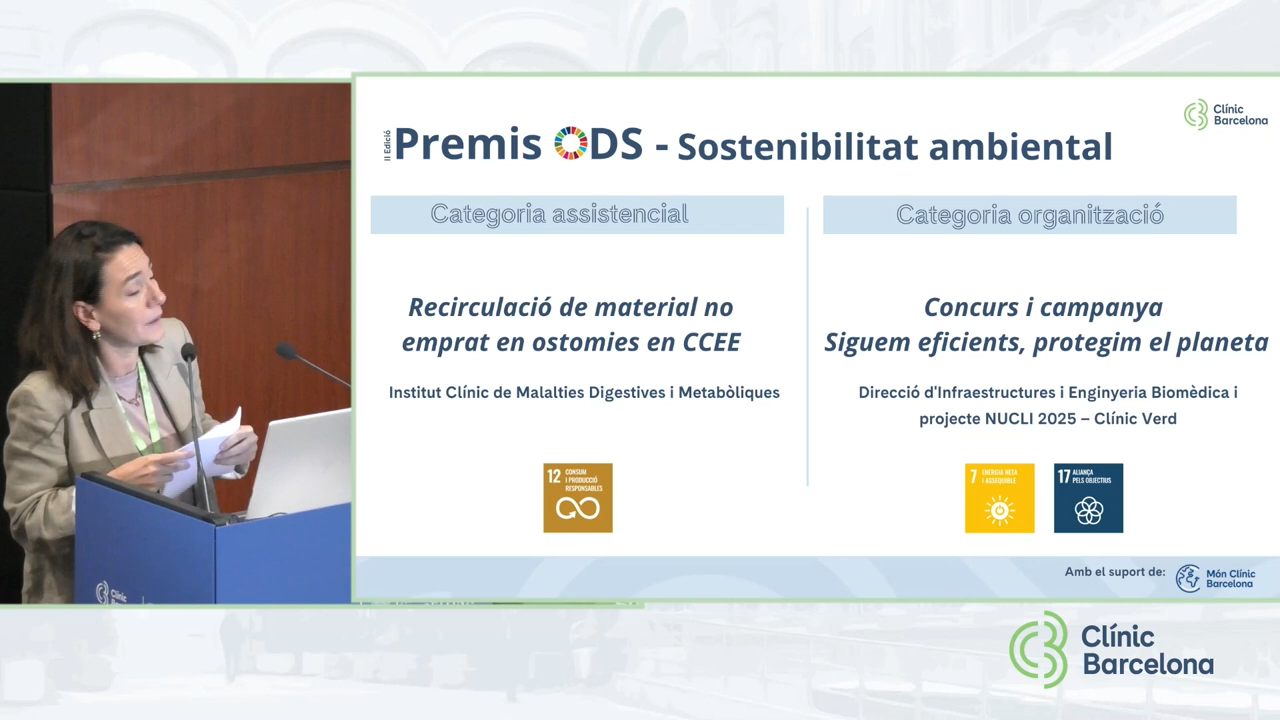 II Edició
Premis ODS - Sostenibilitat ambiental
Clínic
Barcelona
Categoria assistencial
Categoria organització
Recirculació de material no
emprat en ostomies en CCEE
Institut Clínic de Malalties Digestives i Metabòliques
12 CONSUM
I PRODUCCIÓ
RESPONSABLES
Concurs i campanya
Siguem eficients, protegim el planeta
Direcció d'Infraestructures i Enginyeria Biomèdica i
projecte NUCLI 2025 – Clínic Verd
7 ENERGIA NETA
I ASSEQUIBLE
17 ALIANÇA
PELS OBJECTIUS
Amb el suport de:
Món Clínic
Barcelona
Clínic
Clínic
Barcelona